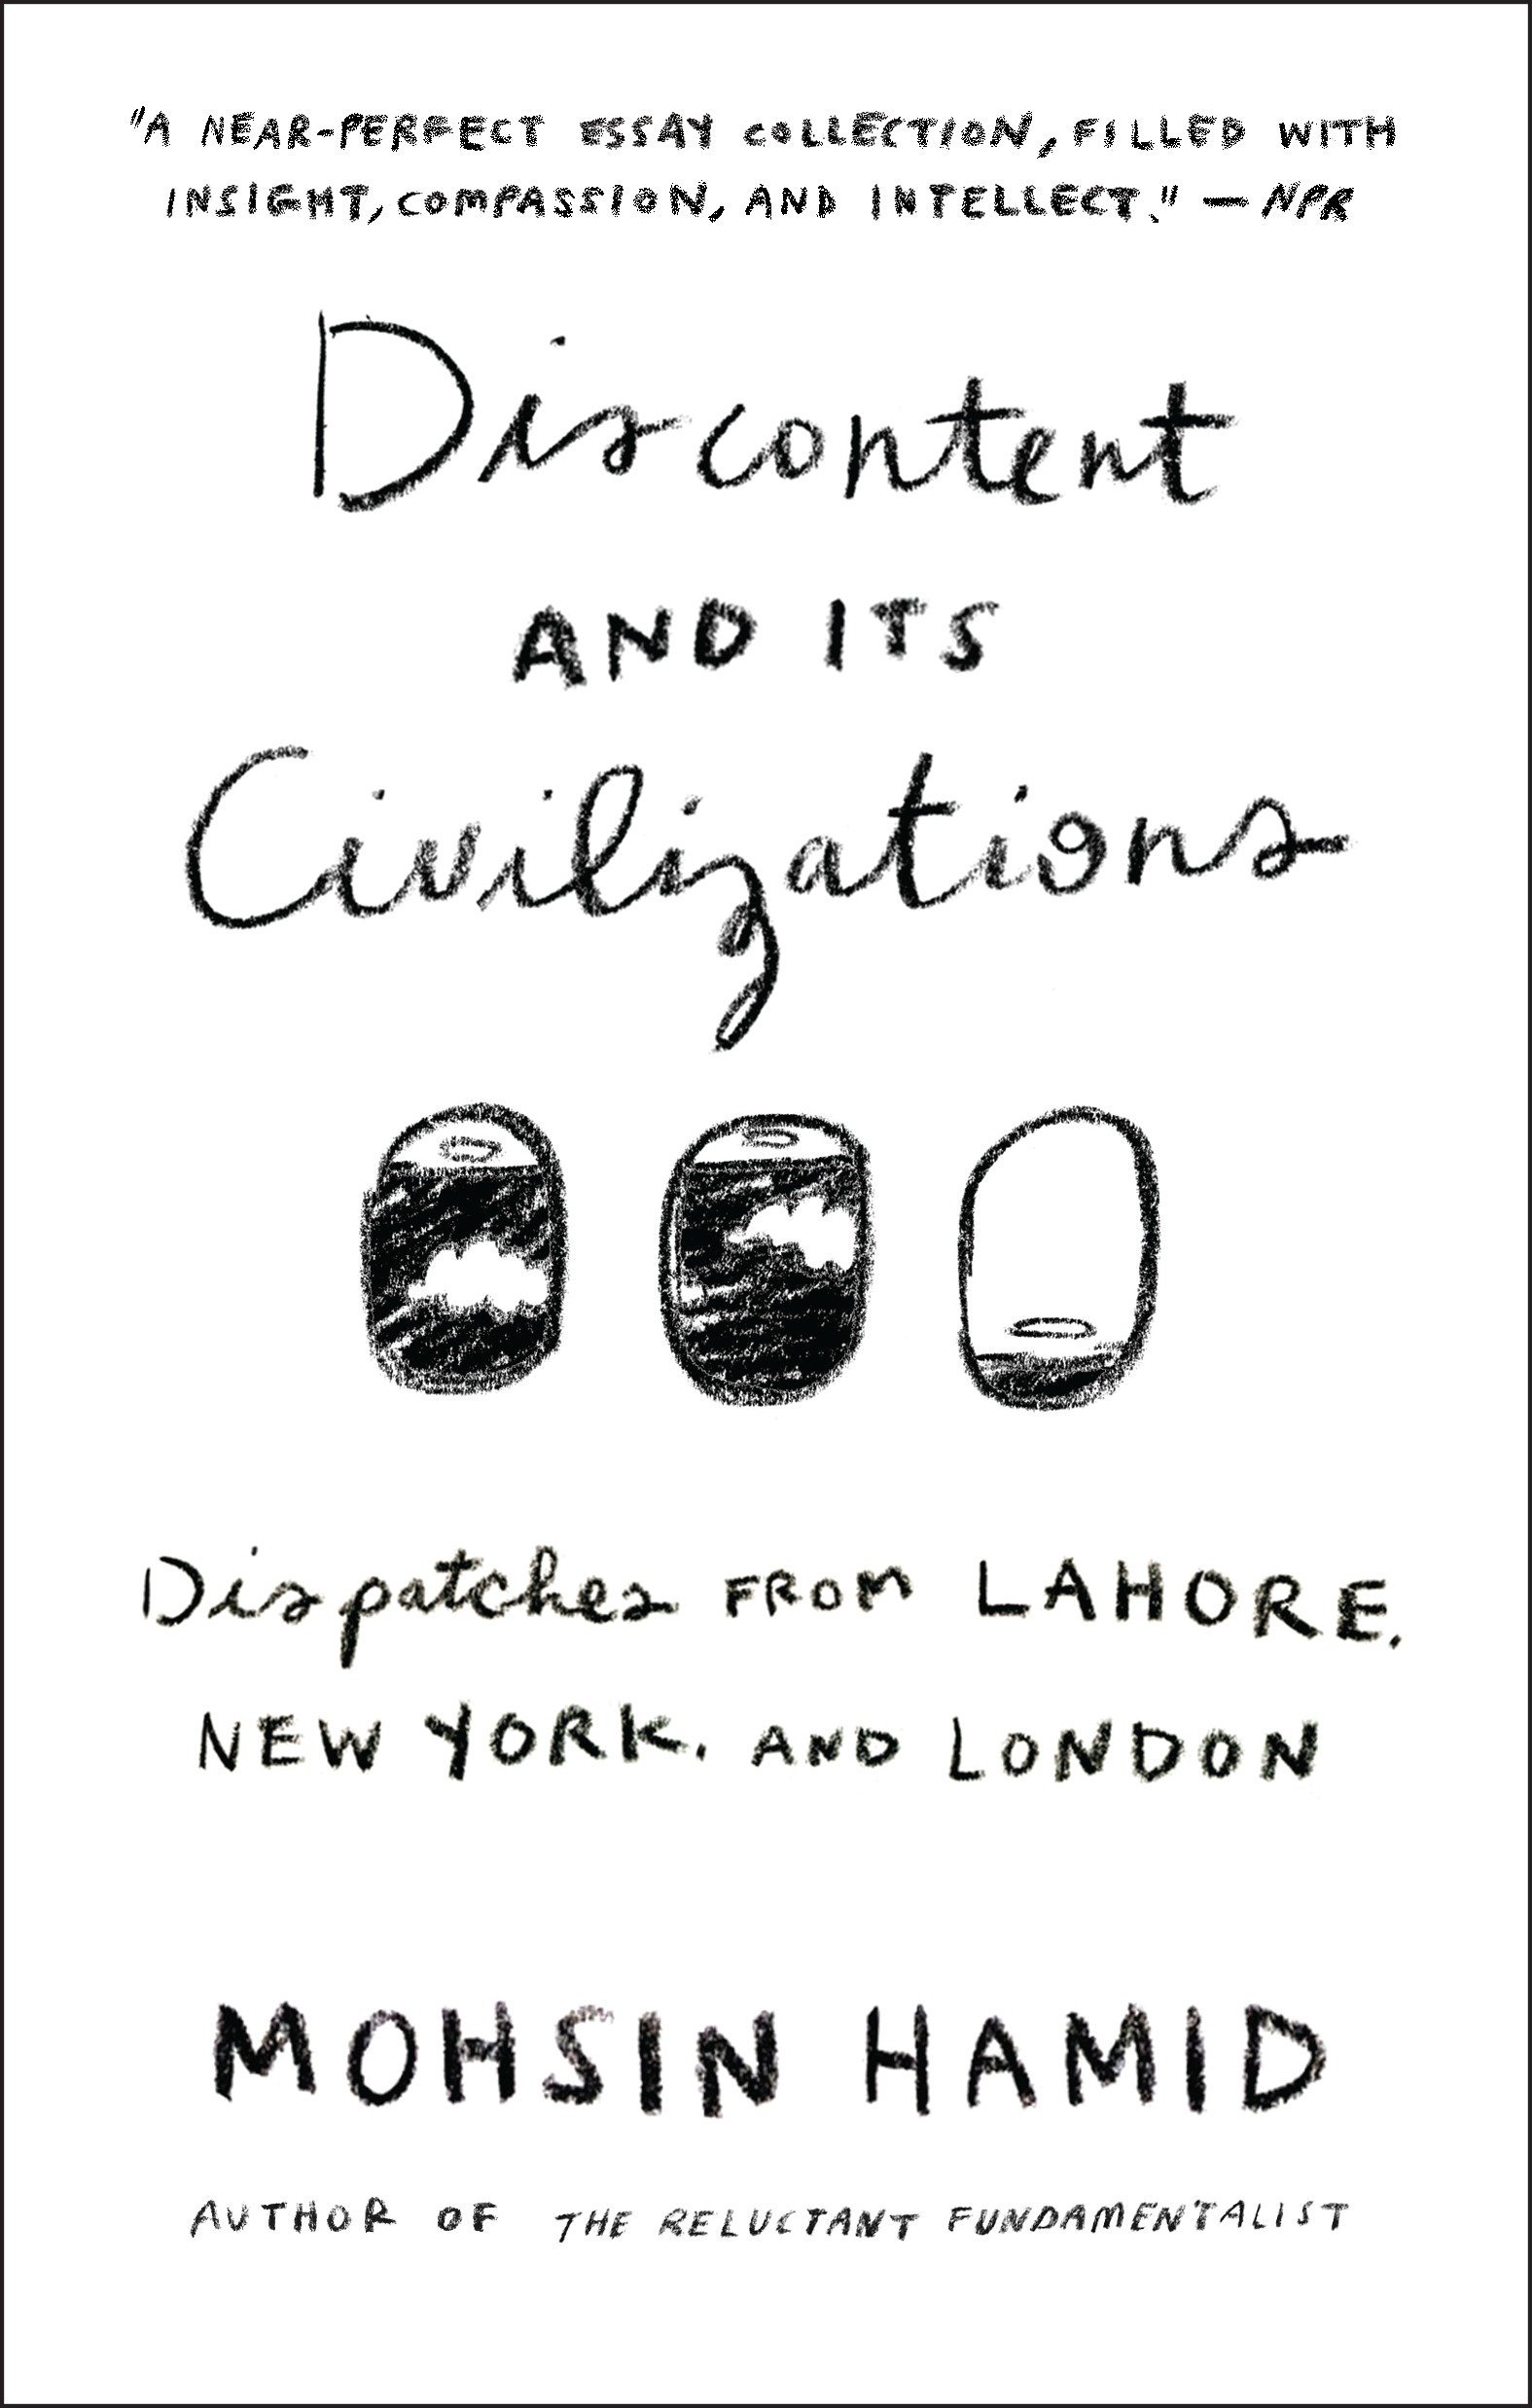 "A NEAR-PERFECT ESSAY COLLECTION, FILLED WITH
INSIGHT, COMPASSION, AND INTELLECT." — NPR
Discontent
AND ITS
Civilizations
Dispatches FROM LAHORE,
NEW YORK, AND LONDON
MOHSIN HAMID
AUTHOR OF THE RELUCTANT FUNDAMENTALIST